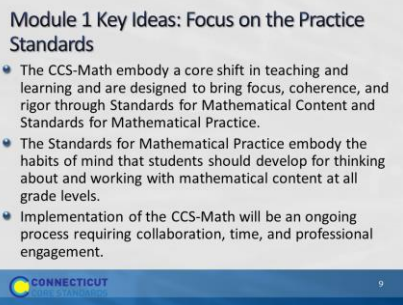 Module 1 Key Ideas: Focus on the Practice
Standards
The CCS-Math embody a core shift in teaching and
learning and are designed to bring focus, coherence, and
rigor through Standards for Mathematical Content and
Standards for Mathematical Practice.
The Standards for Mathematical Practice embody the
habits of mind that students should develop for thinking
about and working with mathematical content at all
grade levels.
Implementation of the CCS-Math will be an ongoing
process requiring collaboration, time, and professional
engagement.
9
CONNECTICUT
CORE STANDARDS